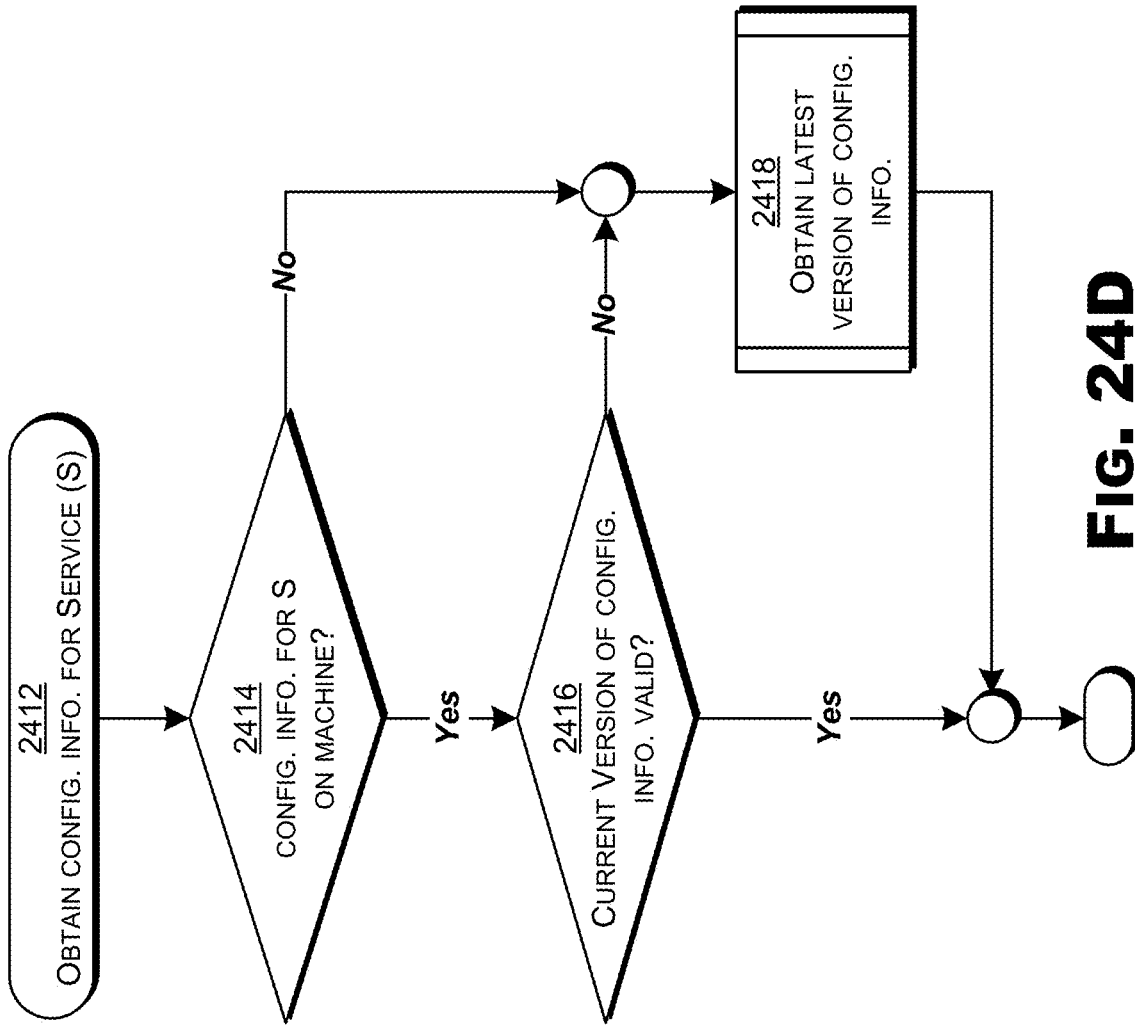 2412
OBTAIN CONFIG. INFO. FOR SERVICE (S)
2414
CONFIG. INFO. FOR S
ON MACHINE?
No
Yes
2416
CURRENT VERSION OF CONFIG.
INFO. VALID?
No
Yes
2418
OBTAIN LATEST
VERSION OF CONFIG.
INFO.
FIG. 24D